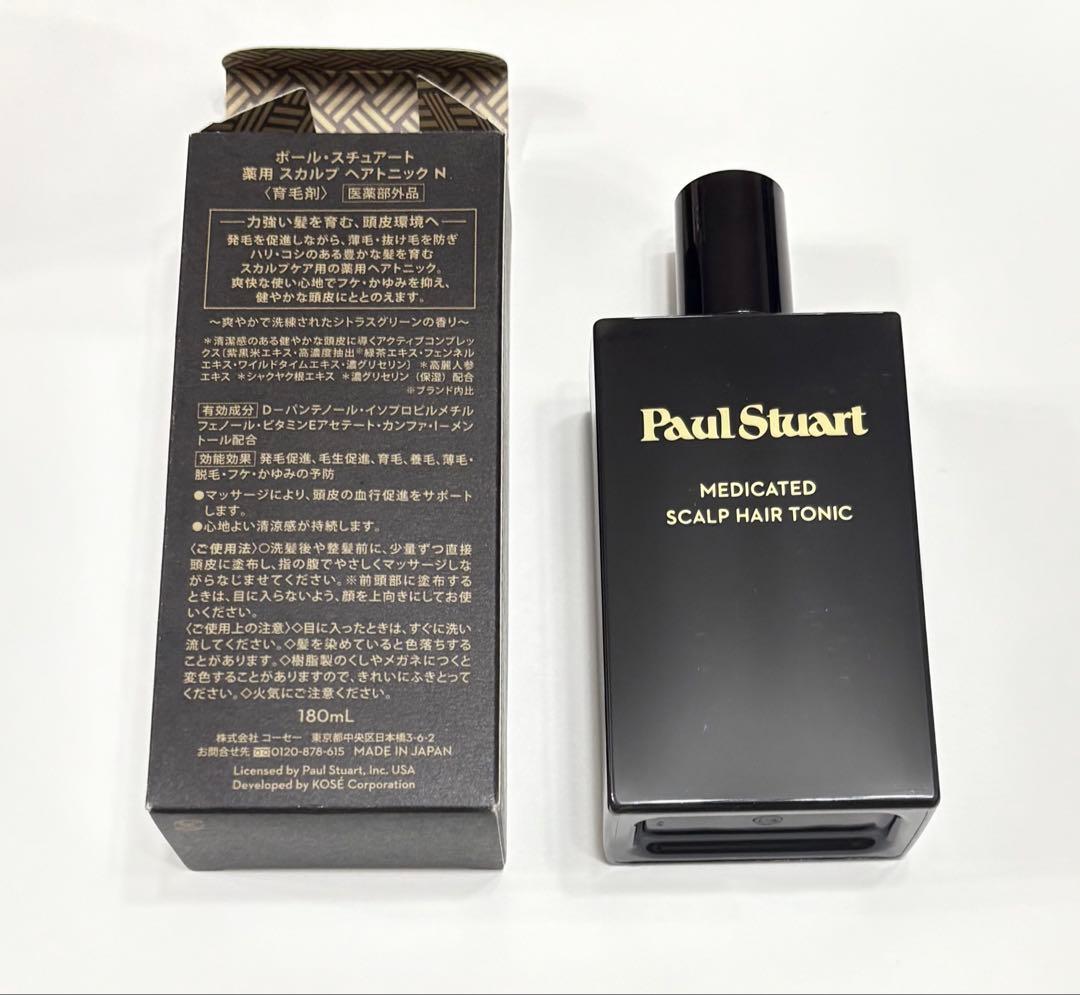 ポール・スチュアート
薬用 スカルプ ヘアトニック N
〈育毛剤〉 医薬部外品
力強い髪を育む、頭皮環境へ
発毛を促進しながら、薄毛・抜け毛を防ぎ
ハリ・コシのある豊かな髪を育む
スカルプケア用の薬用ヘアトニック。
爽快な使い心地でフケ・かゆみを抑え、
健やかな頭皮にととのえます。
〜爽やかで洗練されたシトラスグリーンの香り〜
＊清潔感のある健やかな頭皮に導くアクティブコンプレッ
クス〔紫黒米エキス・高濃度抽出※緑茶エキス・フェンネル
エキス・ワイルドタイムエキス・濃グリセリン〕 ＊高麗人参
エキス ＊シャクヤク根エキス ＊濃グリセリン（保湿）配合
※ブランド内比
有効成分 D−パンテノール・イソプロピルメチル
フェノール・ビタミンEアセテート・カンファ・l−メン
トール配合
効能効果 発毛促進、毛生促進、育毛、養毛、薄毛・
脱毛・フケ・かゆみの予防
●マッサージにより、頭皮の血行促進をサポート
します。
●心地よい清涼感が持続します。
〈ご使用法〉○洗髪後や整髪前に、少量ずつ直接
頭皮に塗布し、指の腹でやさしくマッサージしな
がらなじませてください。※前頭部に塗布する
ときは、目に入らないよう、顔を上向きにしてお使
いください。
〈ご使用上の注意〉◇目に入ったときは、すぐに洗い
流してください。◇髪を染めていると色落ちする
ことがあります。◇樹脂製のくしやメガネにつくと
変色することがありますので、きれいにふきとって
ください。◇火気にご注意ください。
180mL
株式会社 コーセー 東京都中央区日本橋3-6-2
お問合せ先 0120-878-615 MADE IN JAPAN
Licensed by Paul Stuart, Inc. USA
Developed by KOSÉ Corporation
Paul Stuart
MEDICATED
SCALP HAIR TONIC